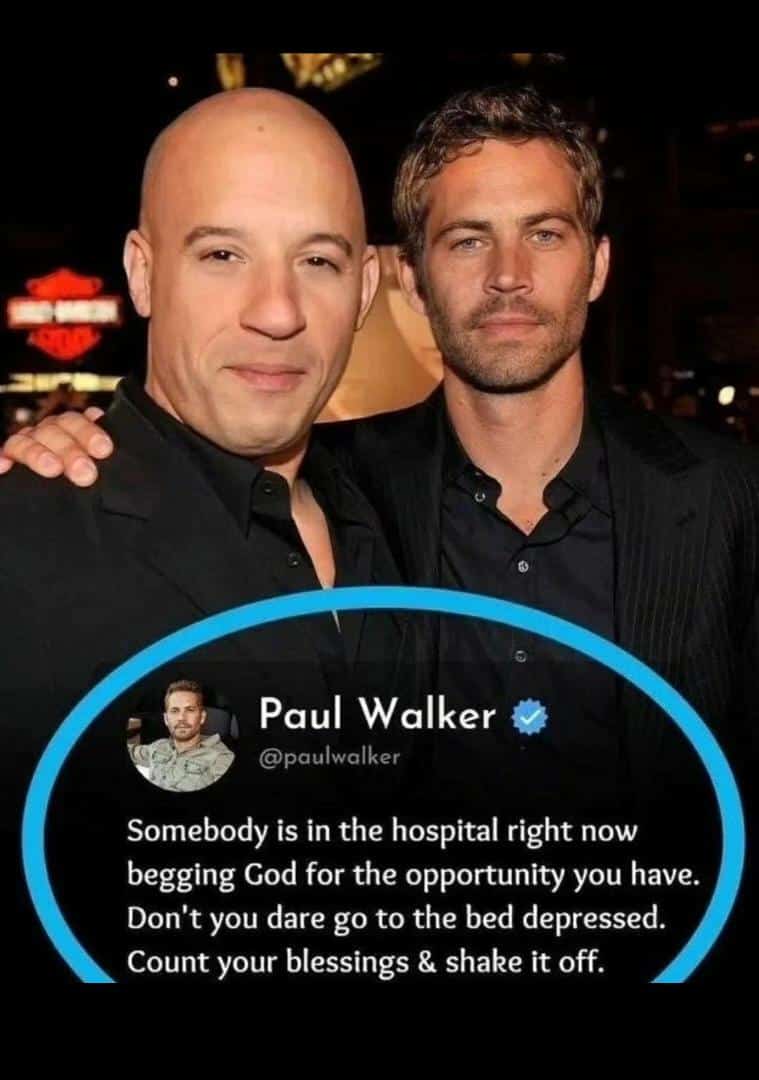 Paul Walker
@paulwalker
Somebody is in the hospital right now
begging God for the opportunity you have.
Don't you dare go to the bed depressed.
Count your blessings & shake it off.